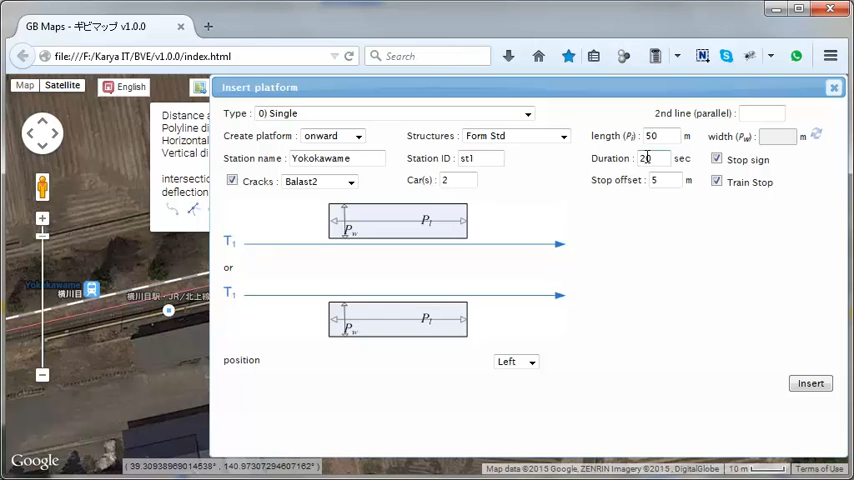 GB Maps - ギビマップ v1.0.0
file:///F:/Karya IT/BVE/v1.0.0/index.html
Search
Map
Satellite
English
Insert platform
Distance a
Polyline di
Horizontal
Vertical d
intersecti
deflection
Type : 0) Single
2nd line (parallel) :
Create platform : onward
Structures : Form Std
length (Pl) : 50 m
width (Pw) : m
Station name : Yokokawame
Station ID : st1
Duration : 20 sec
Stop sign
Cracks : Balast2
Car(s) : 2
Stop offset : 5 m
Train Stop
Pl
Pw
T1
or
T1
Pl
Pw
position
Left
Insert
Yokokawame
横川目
横川目駅・JR/北上線
Google
( 39.30938969014538° , 140.97307294607162° )
Map data ©2015 Google, ZENRIN Imagery ©2015 , DigitalGlobe
10 m
Terms of Use